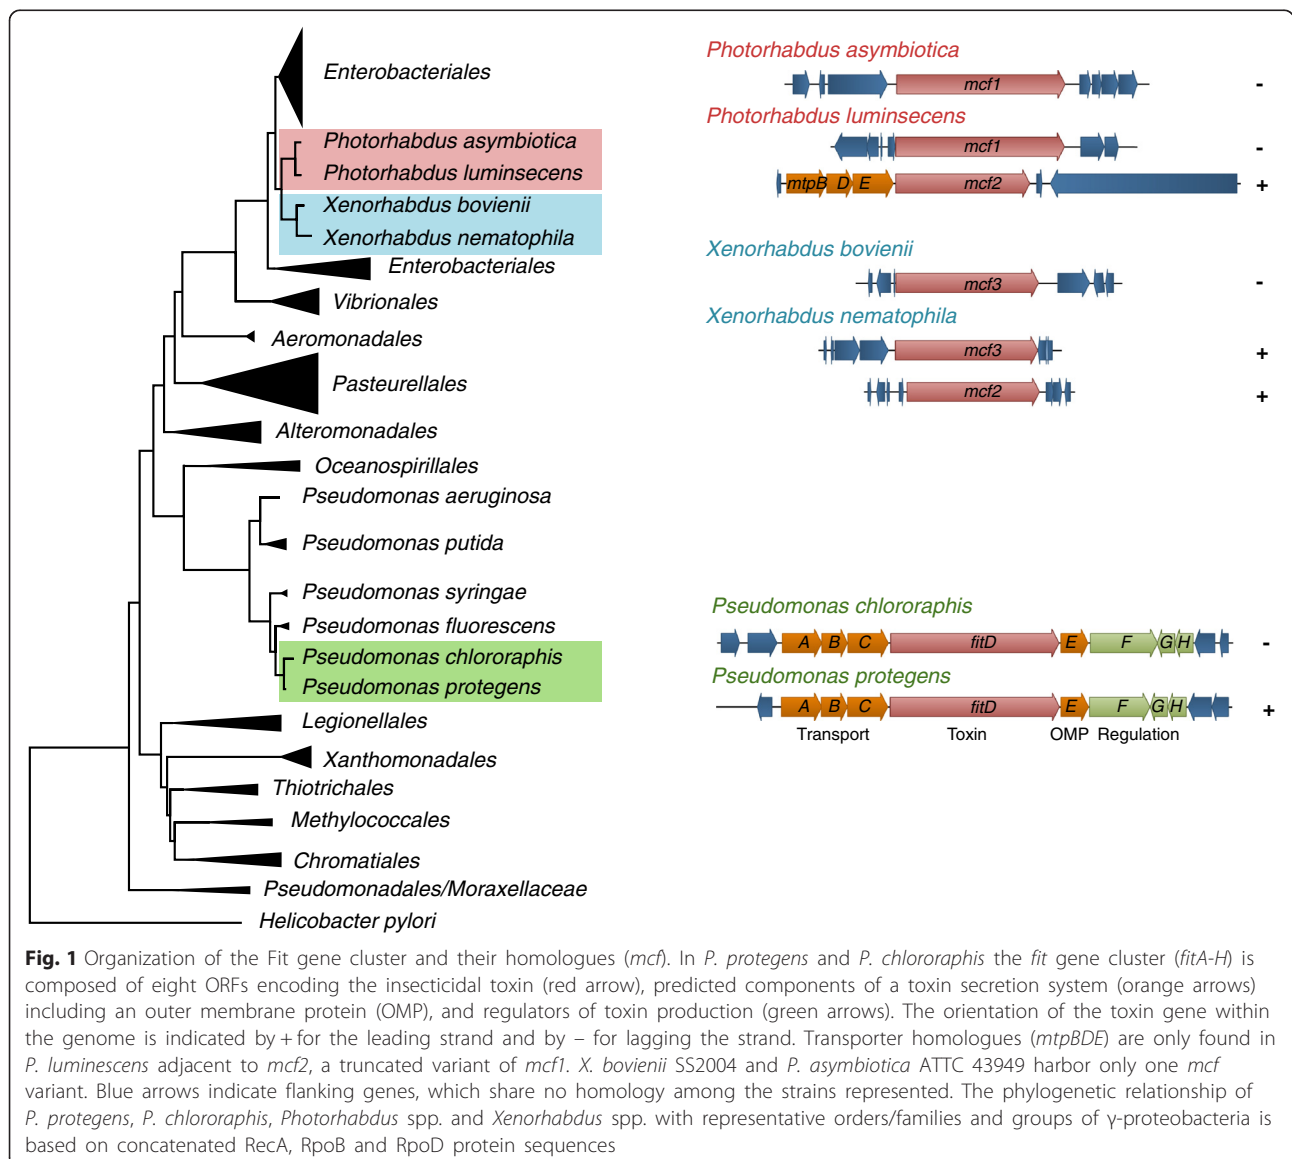 Enterobacteriales
Photorhabdus asymbiotica
Photorhabdus luminsecens
Xenorhabdus bovienii
Xenorhabdus nematophila
Enterobacteriales
Vibrionales
Aeromonadales
Pasteurellales
Alteromonadales
Oceanospirillales
Pseudomonas aeruginosa
Pseudomonas putida
Pseudomonas syringae
Pseudomonas fluorescens
Pseudomonas chlororaphis
Pseudomonas protegens
Legionellales
Xanthomonadales
Thiotrichales
Methylococcales
Chromatiales
Pseudomonadales/Moraxellaceae
Helicobacter pylori
Photorhabdus asymbiotica
mcf1 -
Photorhabdus luminsecens
mcf1 -
mtpB D E mcf2 +
Xenorhabdus bovienii
mcf3 -
Xenorhabdus nematophila
mcf3 +
mcf2 +
Pseudomonas chlororaphis
A B C fitD E F G H -
Pseudomonas protegens
A B C fitD E F G H +
Transport Toxin OMP Regulation
Fig. 1 Organization of the Fit gene cluster and their homologues (mcf). In P. protegens and P. chlororaphis the fit gene cluster (fitA-H) is
composed of eight ORFs encoding the insecticidal toxin (red arrow), predicted components of a toxin secretion system (orange arrows)
including an outer membrane protein (OMP), and regulators of toxin production (green arrows). The orientation of the toxin gene within
the genome is indicated by + for the leading strand and by – for lagging the strand. Transporter homologues (mtpBDE) are only found in
P. luminescens adjacent to mcf2, a truncated variant of mcf1. X. bovienii SS2004 and P. asymbiotica ATTC 43949 harbor only one mcf
variant. Blue arrows indicate flanking genes, which share no homology among the strains represented. The phylogenetic relationship of
P. protegens, P. chlororaphis, Photorhabdus spp. and Xenorhabdus spp. with representative orders/families and groups of γ-proteobacteria is
based on concatenated RecA, RpoB and RpoD protein sequences